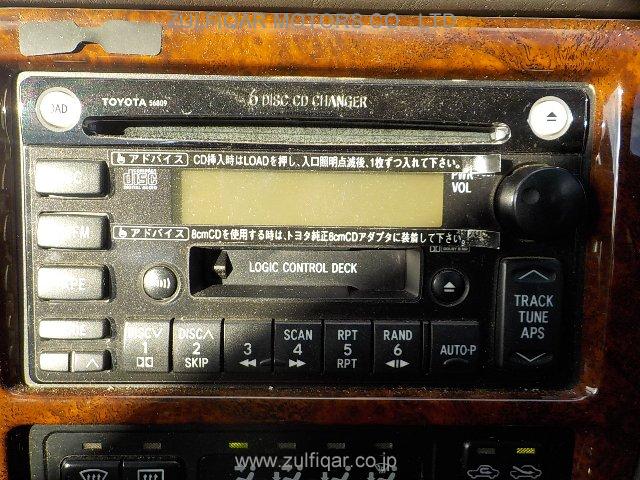 ZULFIQAR MOTORS CO. LTD.
TOYOTA 56809
6 DISC CD CHANGER
アドバイス CD挿入時はLOADを押し、入口照明点滅後、1枚ずつ入れて下さい。
DISC
DIGITAL AUDIO
PWR
VOL
アドバイス 8cmCDを使用する時は、トヨタ純正8cmCDアダプタに装着して下さい。
LOGIC CONTROL DECK
TRACK
TUNE
APS
DISC∨ DISC∧ SCAN RPT RAND
1 2 3 4 5 6
SKIP RPT
AUTO·P
www.zulfiqar.co.jp